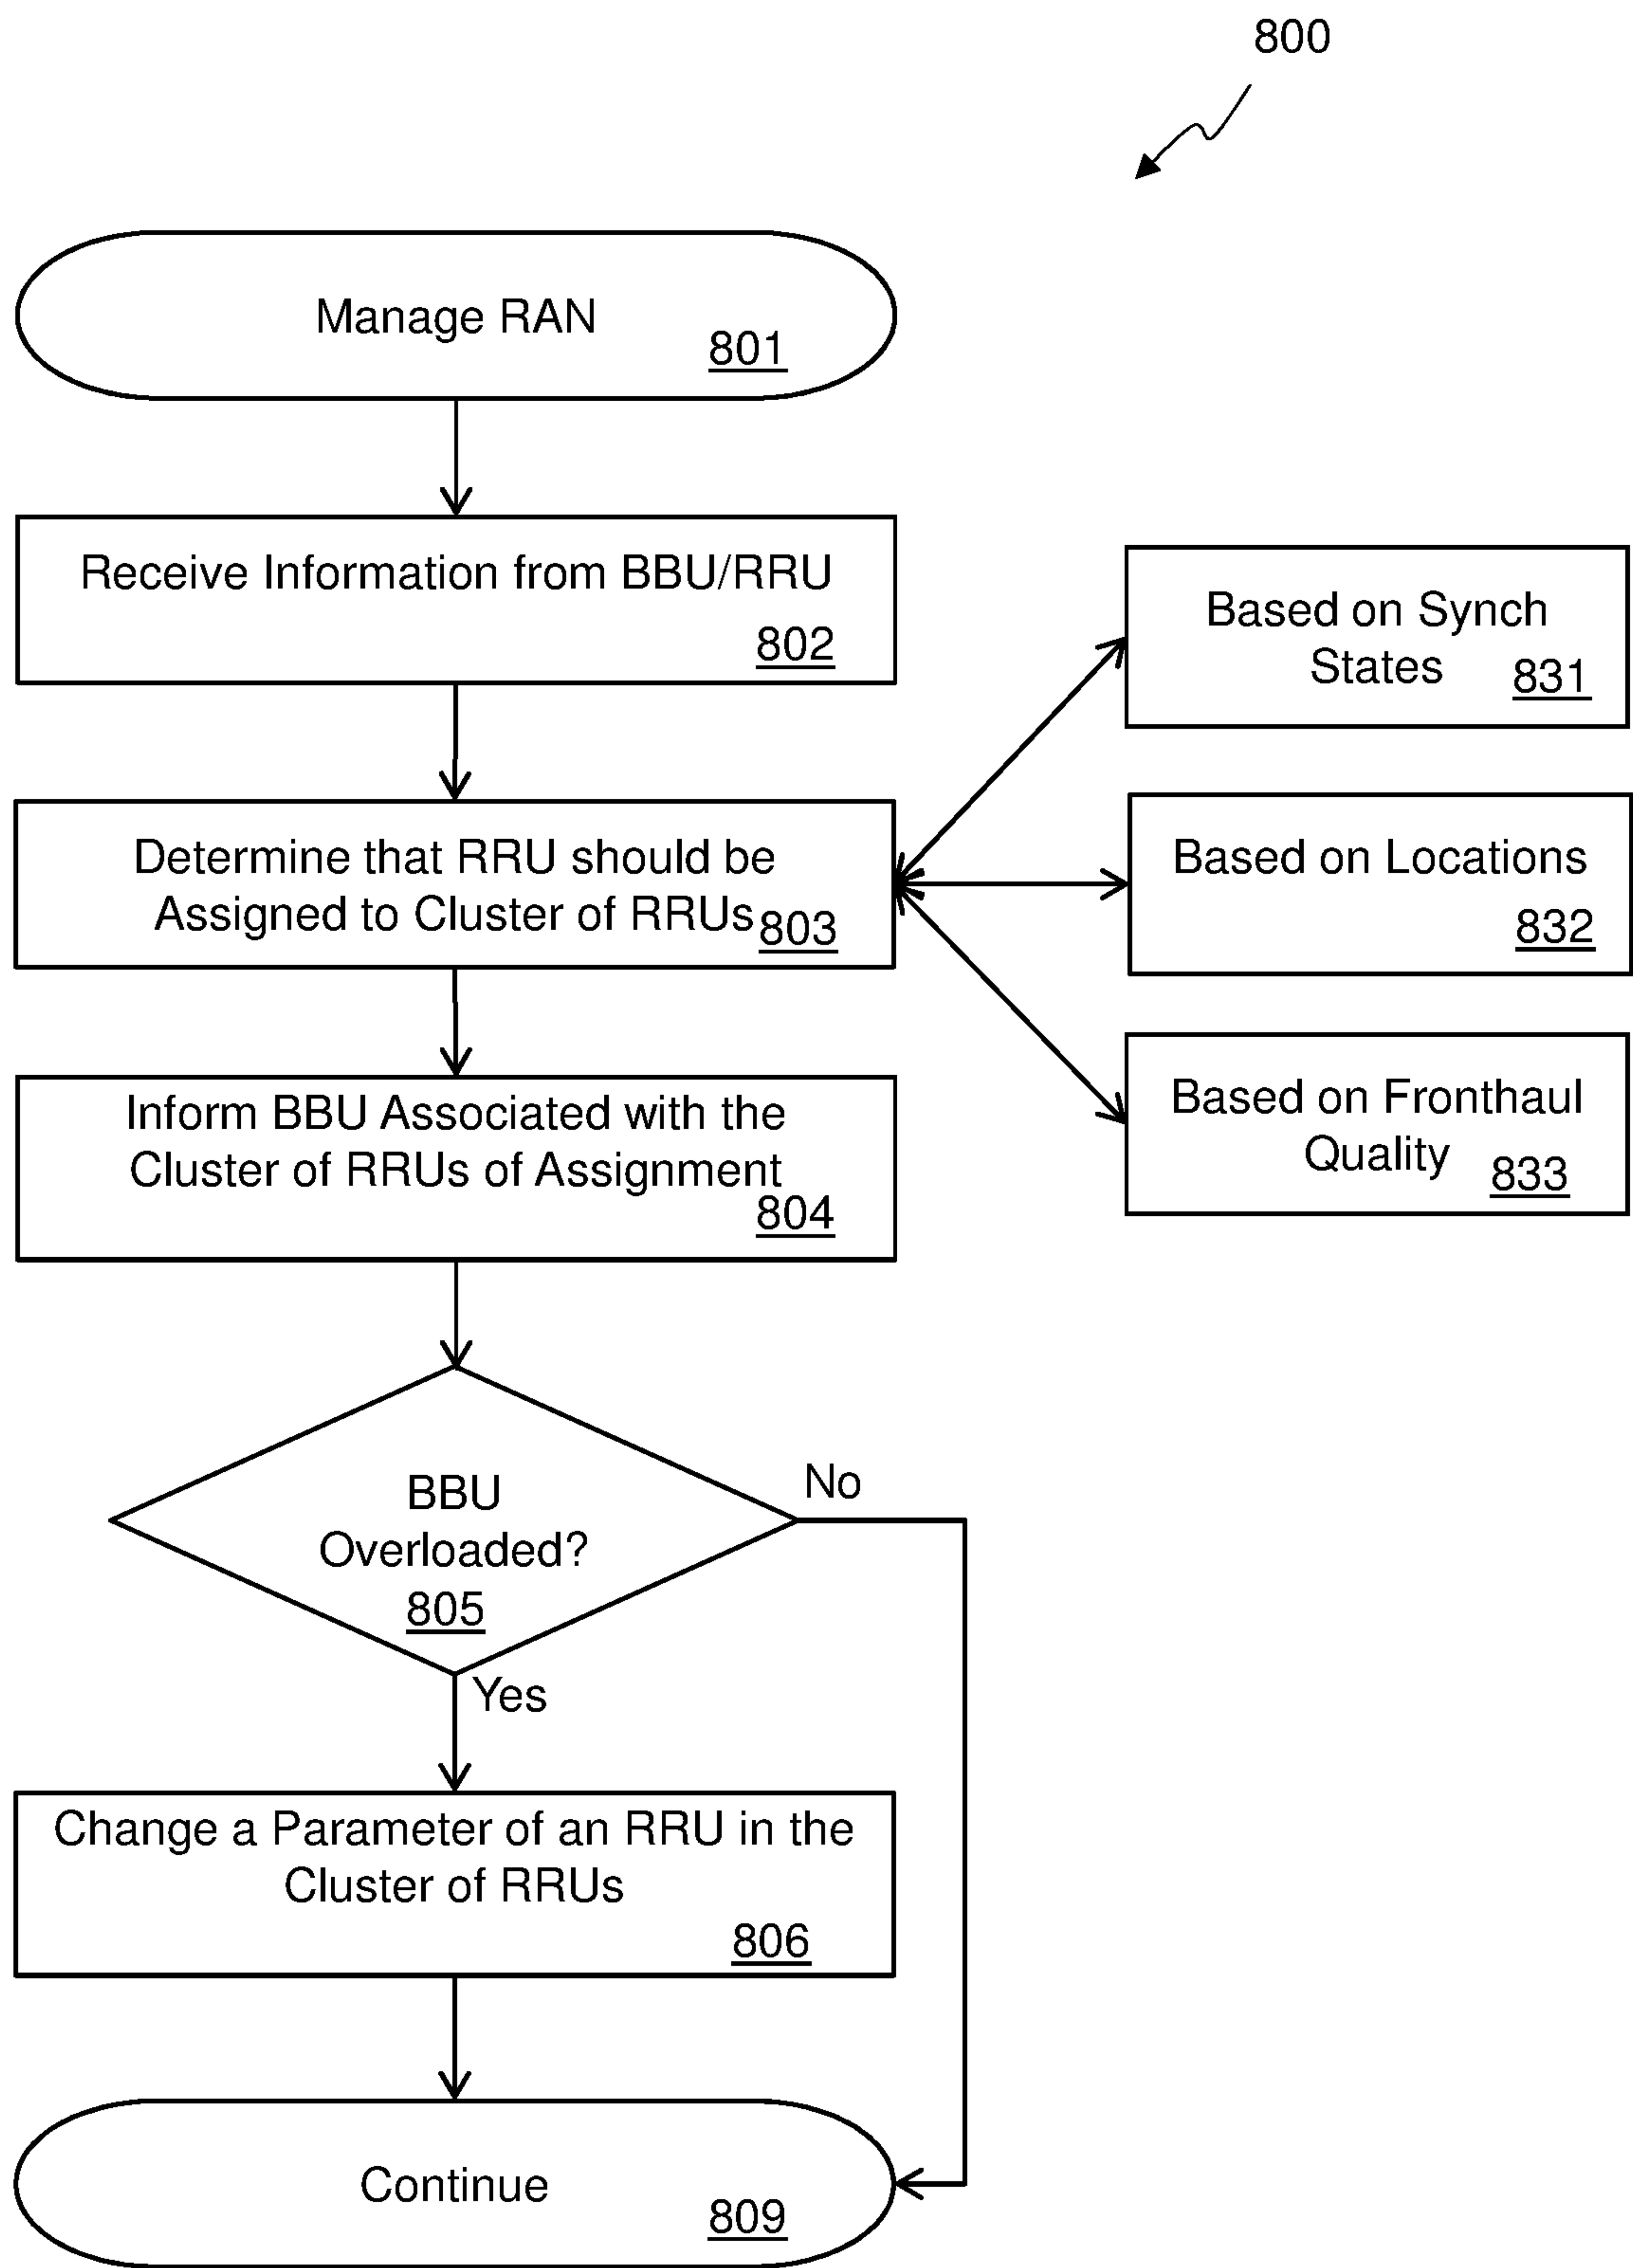 800
Manage RAN
801
Receive Information from BBU/RRU
802
Determine that RRU should be
Assigned to Cluster of RRUs
803
Based on Synch
States
831
Based on Locations
832
Based on Fronthaul
Quality
833
Inform BBU Associated with the
Cluster of RRUs of Assignment
804
BBU
Overloaded?
805
No
Yes
Change a Parameter of an RRU in the
Cluster of RRUs
806
Continue
809